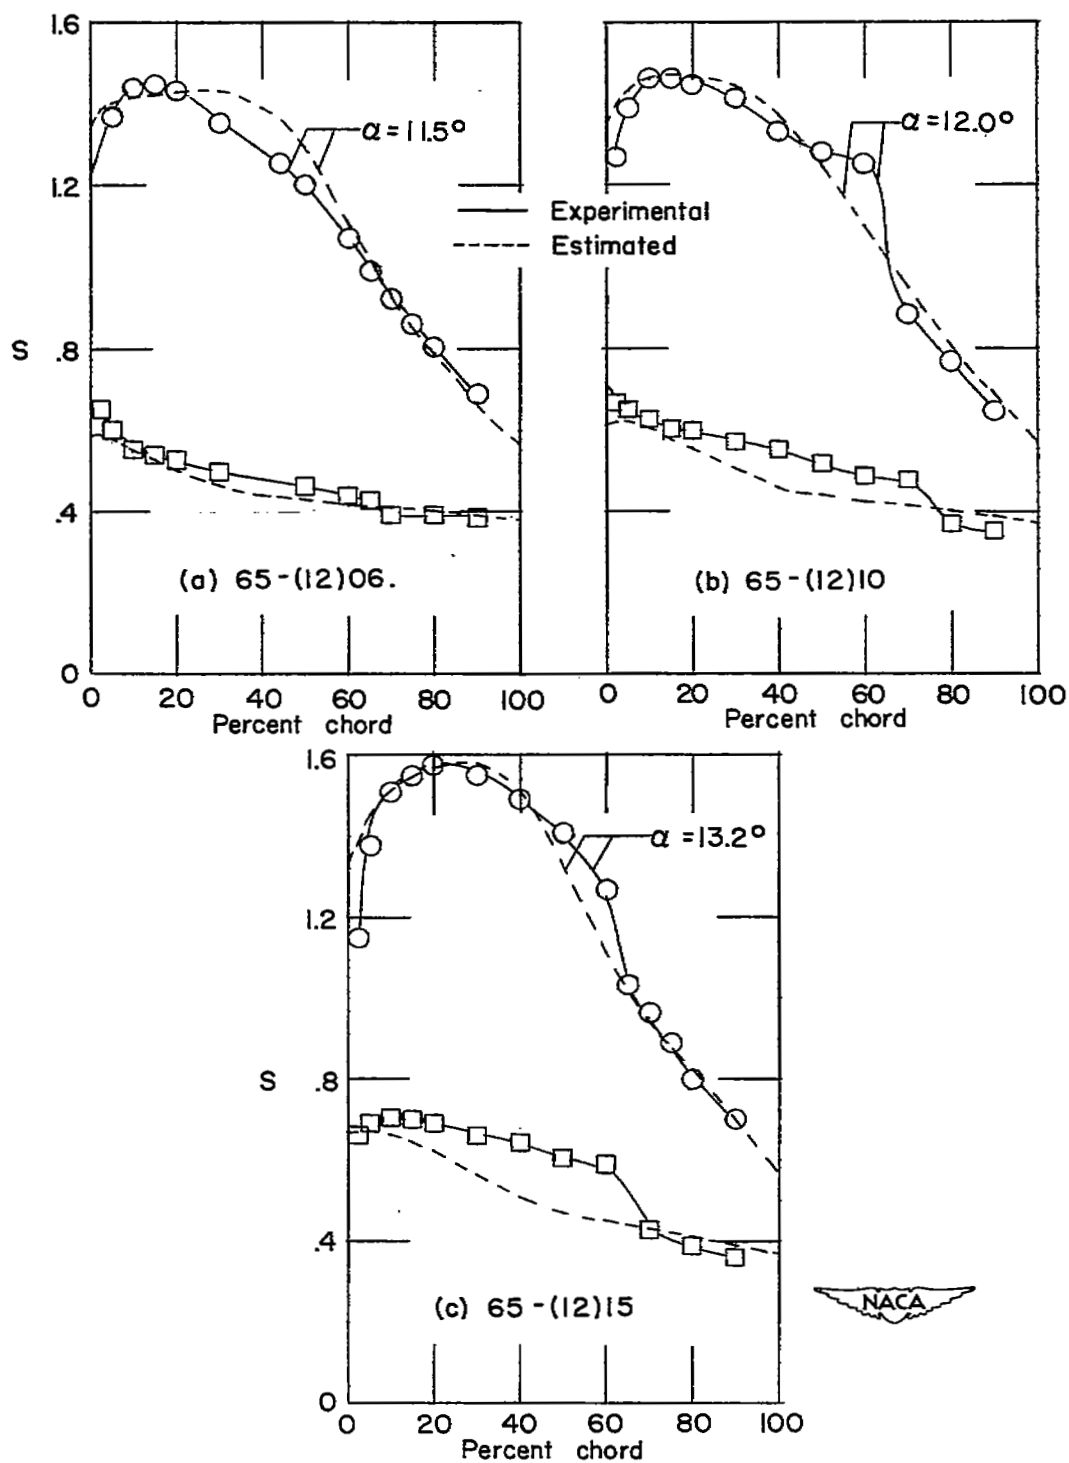 1.6
1.2
S
.8
.4
0
α = 11.5°
α = 12.0°
Experimental
Estimated
(a) 65-(12)06.
(b) 65-(12)10
0 20 40 60 80 100
Percent chord
0 20 40 60 80 100
Percent chord
1.6
α = 13.2°
1.2
S .8
.4
(c) 65-(12)15
NACA
0
0 20 40 60 80 100
Percent chord